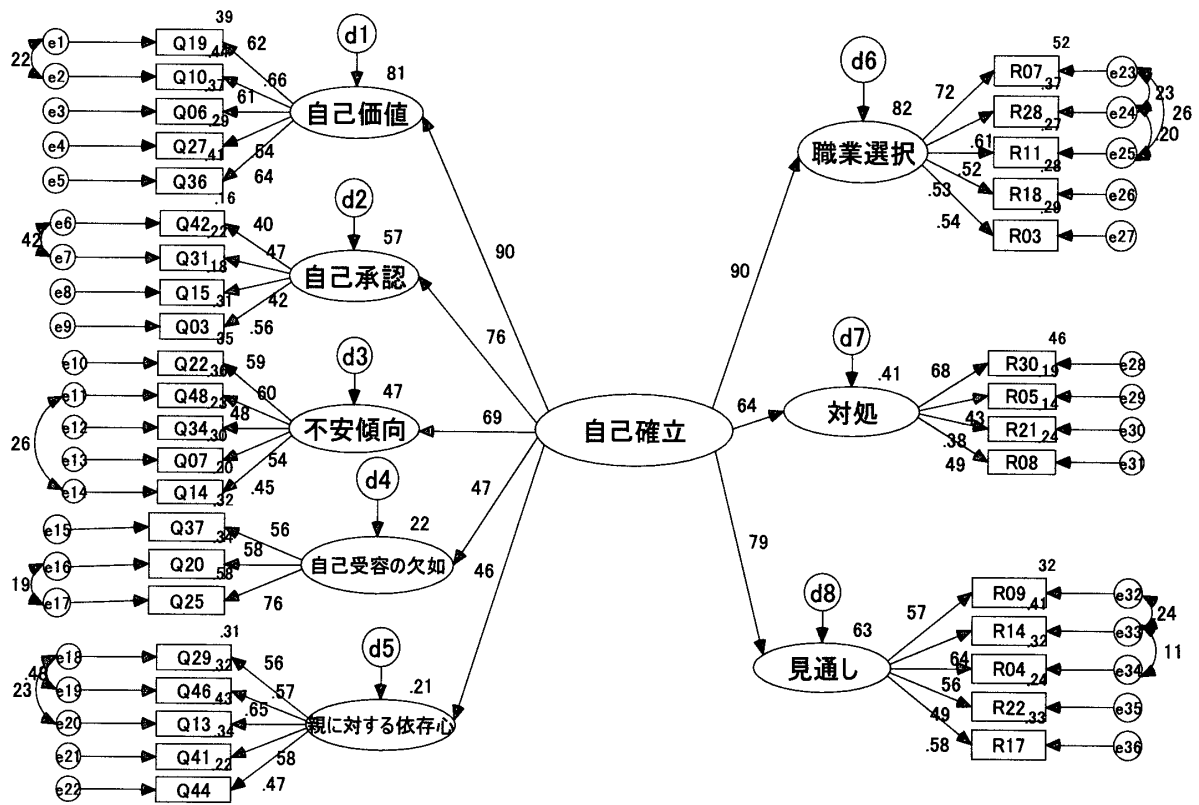 39
e1 Q19 .44 62 d1
22
e2 Q10 .37 .66 81
e3 Q06 .29 61 自己価値
e4 Q27 .41 54
e5 Q36 64
.16 d2
e6 Q42 .22 40
42 57
e7 Q31 .18 47 自己承認
e8 Q15 .31 42
e9 Q03 .56
.35 d3
e10 Q22 .36 59
e11 Q48 .23 60 47
26
e12 Q34 .30 48 不安傾向
e13 Q07 .20 54
e14 Q14 .45
.32 d4
e15 Q37 .34 56 22
e16 Q20 .58 58 自己受容の欠如
19
e17 Q25 76
.31 d5
e18 Q29 .32 56
.48
e19 Q46 .43 .57 .21
23
e20 Q13 .34 .65 親に対する依存心
e21 Q41 .22 58
e22 Q44 .47
90
76
69
47
46
自己確立
90
64
79
d6 52
82 72 R07 .37 e23
23
職業選択 R28 .27 e24
26
.61 R11 .28 e25
.20
.52 R18 .29 e26
.53
.54 R03 e27
d7 46
.41 68 R30 .19 e28
対処 R05 .14 e29
43 R21 .24 e30
.38
49 R08 e31
d8 32
63 57 R09 .41 e32
24
見通し R14 .32 e33
64 R04 .24 e34
11
56 R22 .33 e35
49
.58 R17 e36